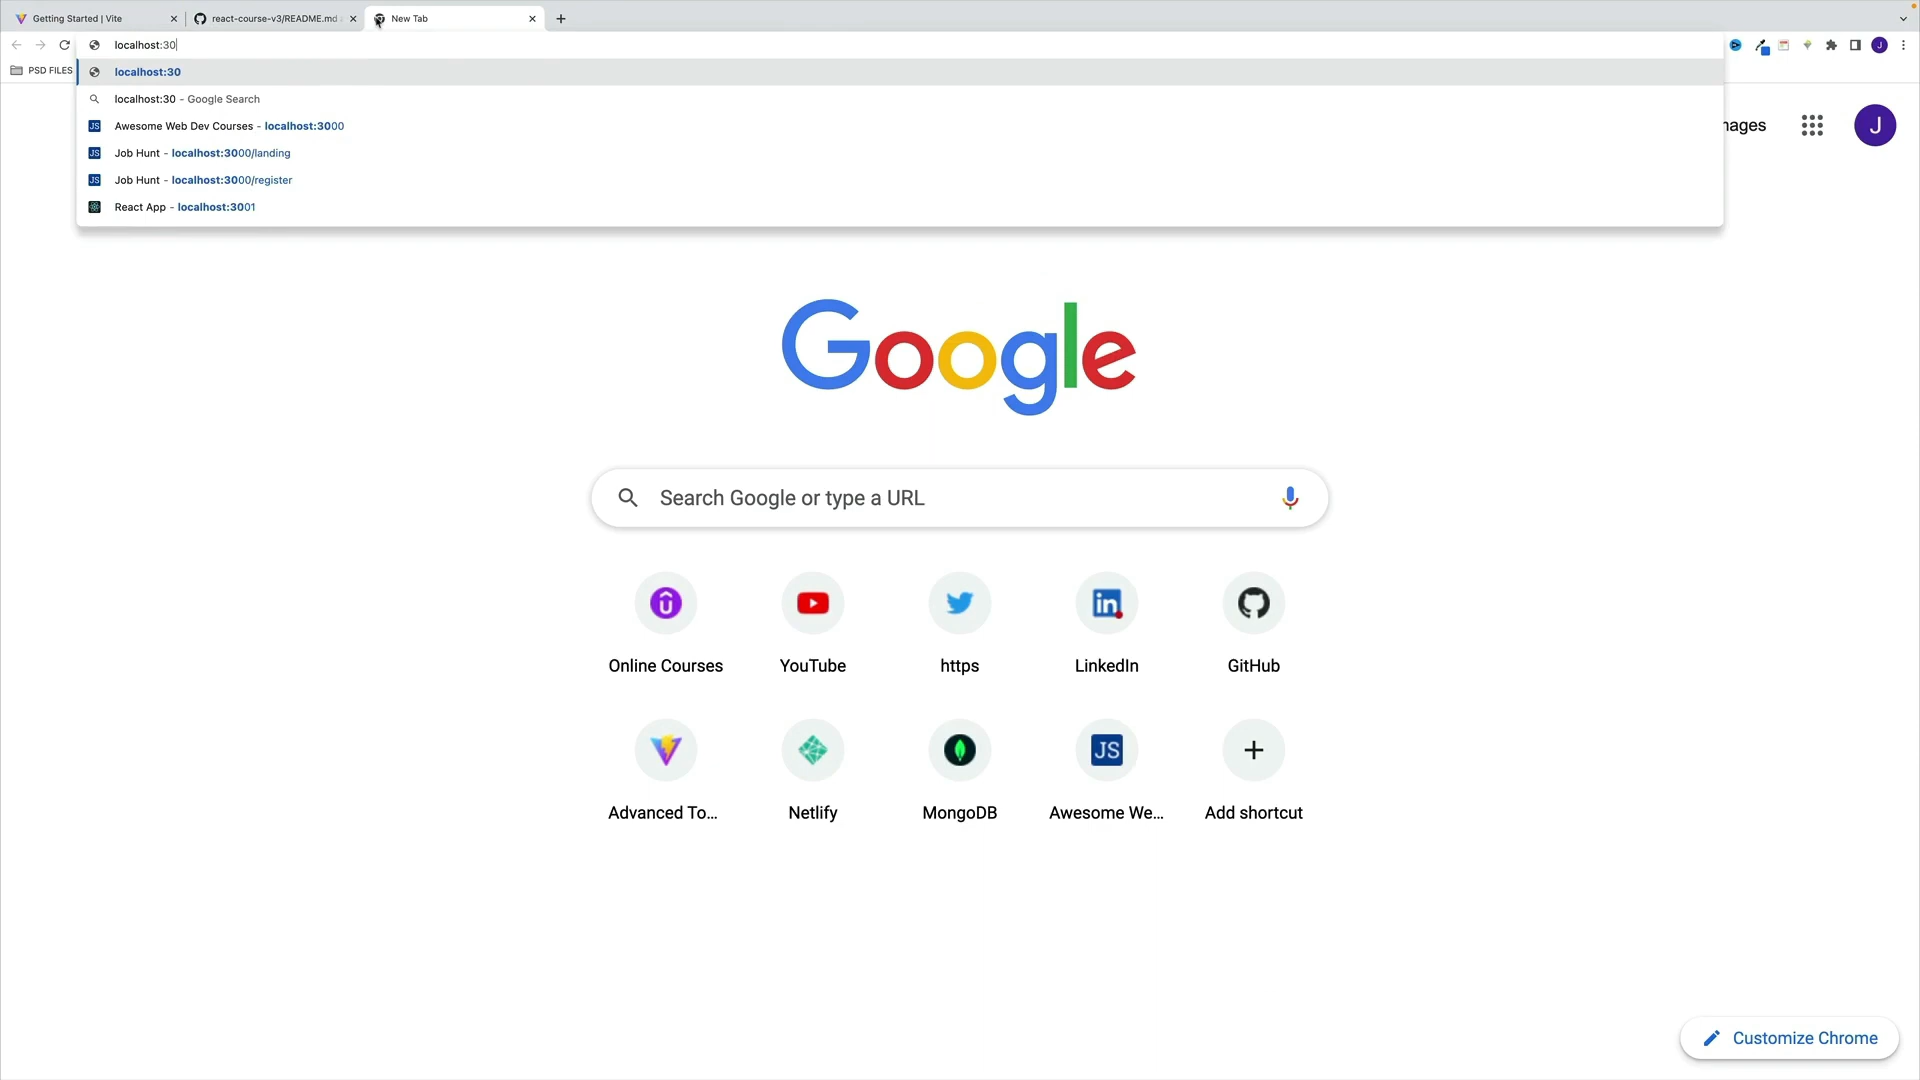 Getting Started | Vite
react-course-v3/README.md
New Tab
localhost:30
PSD FILES
localhost:30
localhost:30 - Google Search
Awesome Web Dev Courses - localhost:3000
Job Hunt - localhost:3000/landing
Job Hunt - localhost:3000/register
React App - localhost:3001
mages
J
J
Google
Search Google or type a URL
Online Courses
YouTube
https
LinkedIn
GitHub
JS
Advanced To...
Netlify
MongoDB
Awesome We...
Add shortcut
Customize Chrome